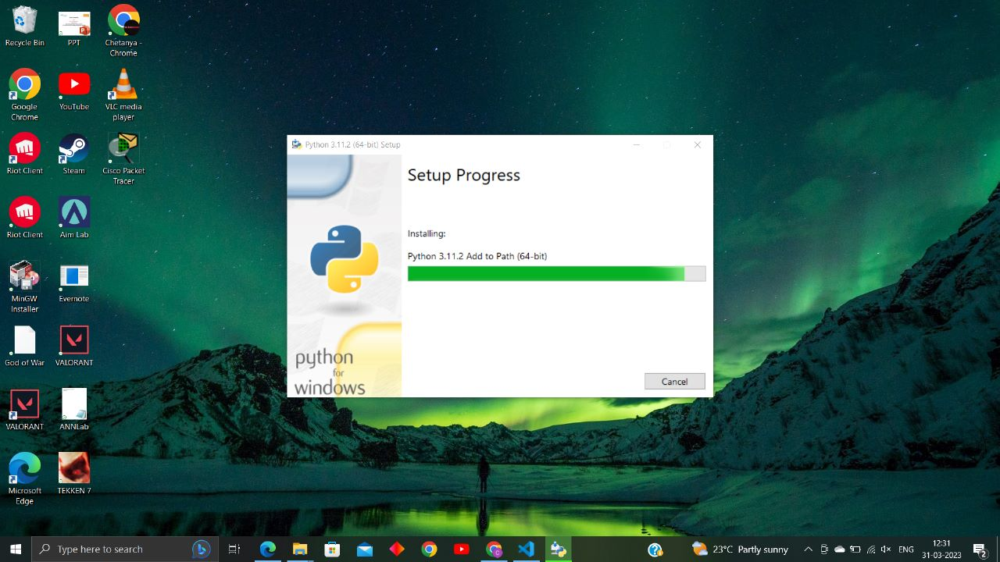 Recycle Bin
PPT
Chetanya -
Chrome
Google
Chrome
YouTube
VLC media
player
Riot Client
Steam
Cisco Packet
Tracer
Riot Client
Aim Lab
MinGW
Installer
Evernote
God of War
VALORANT
VALORANT
ANNLab
Microsoft
Edge
TEKKEN 7
Python 3.11.2 (64-bit) Setup
Setup Progress
Installing:
Python 3.11.2 Add to Path (64-bit)
python
for
windows
Cancel
Type here to search
23°C Partly sunny
ENG
12:31
31-03-2023
2